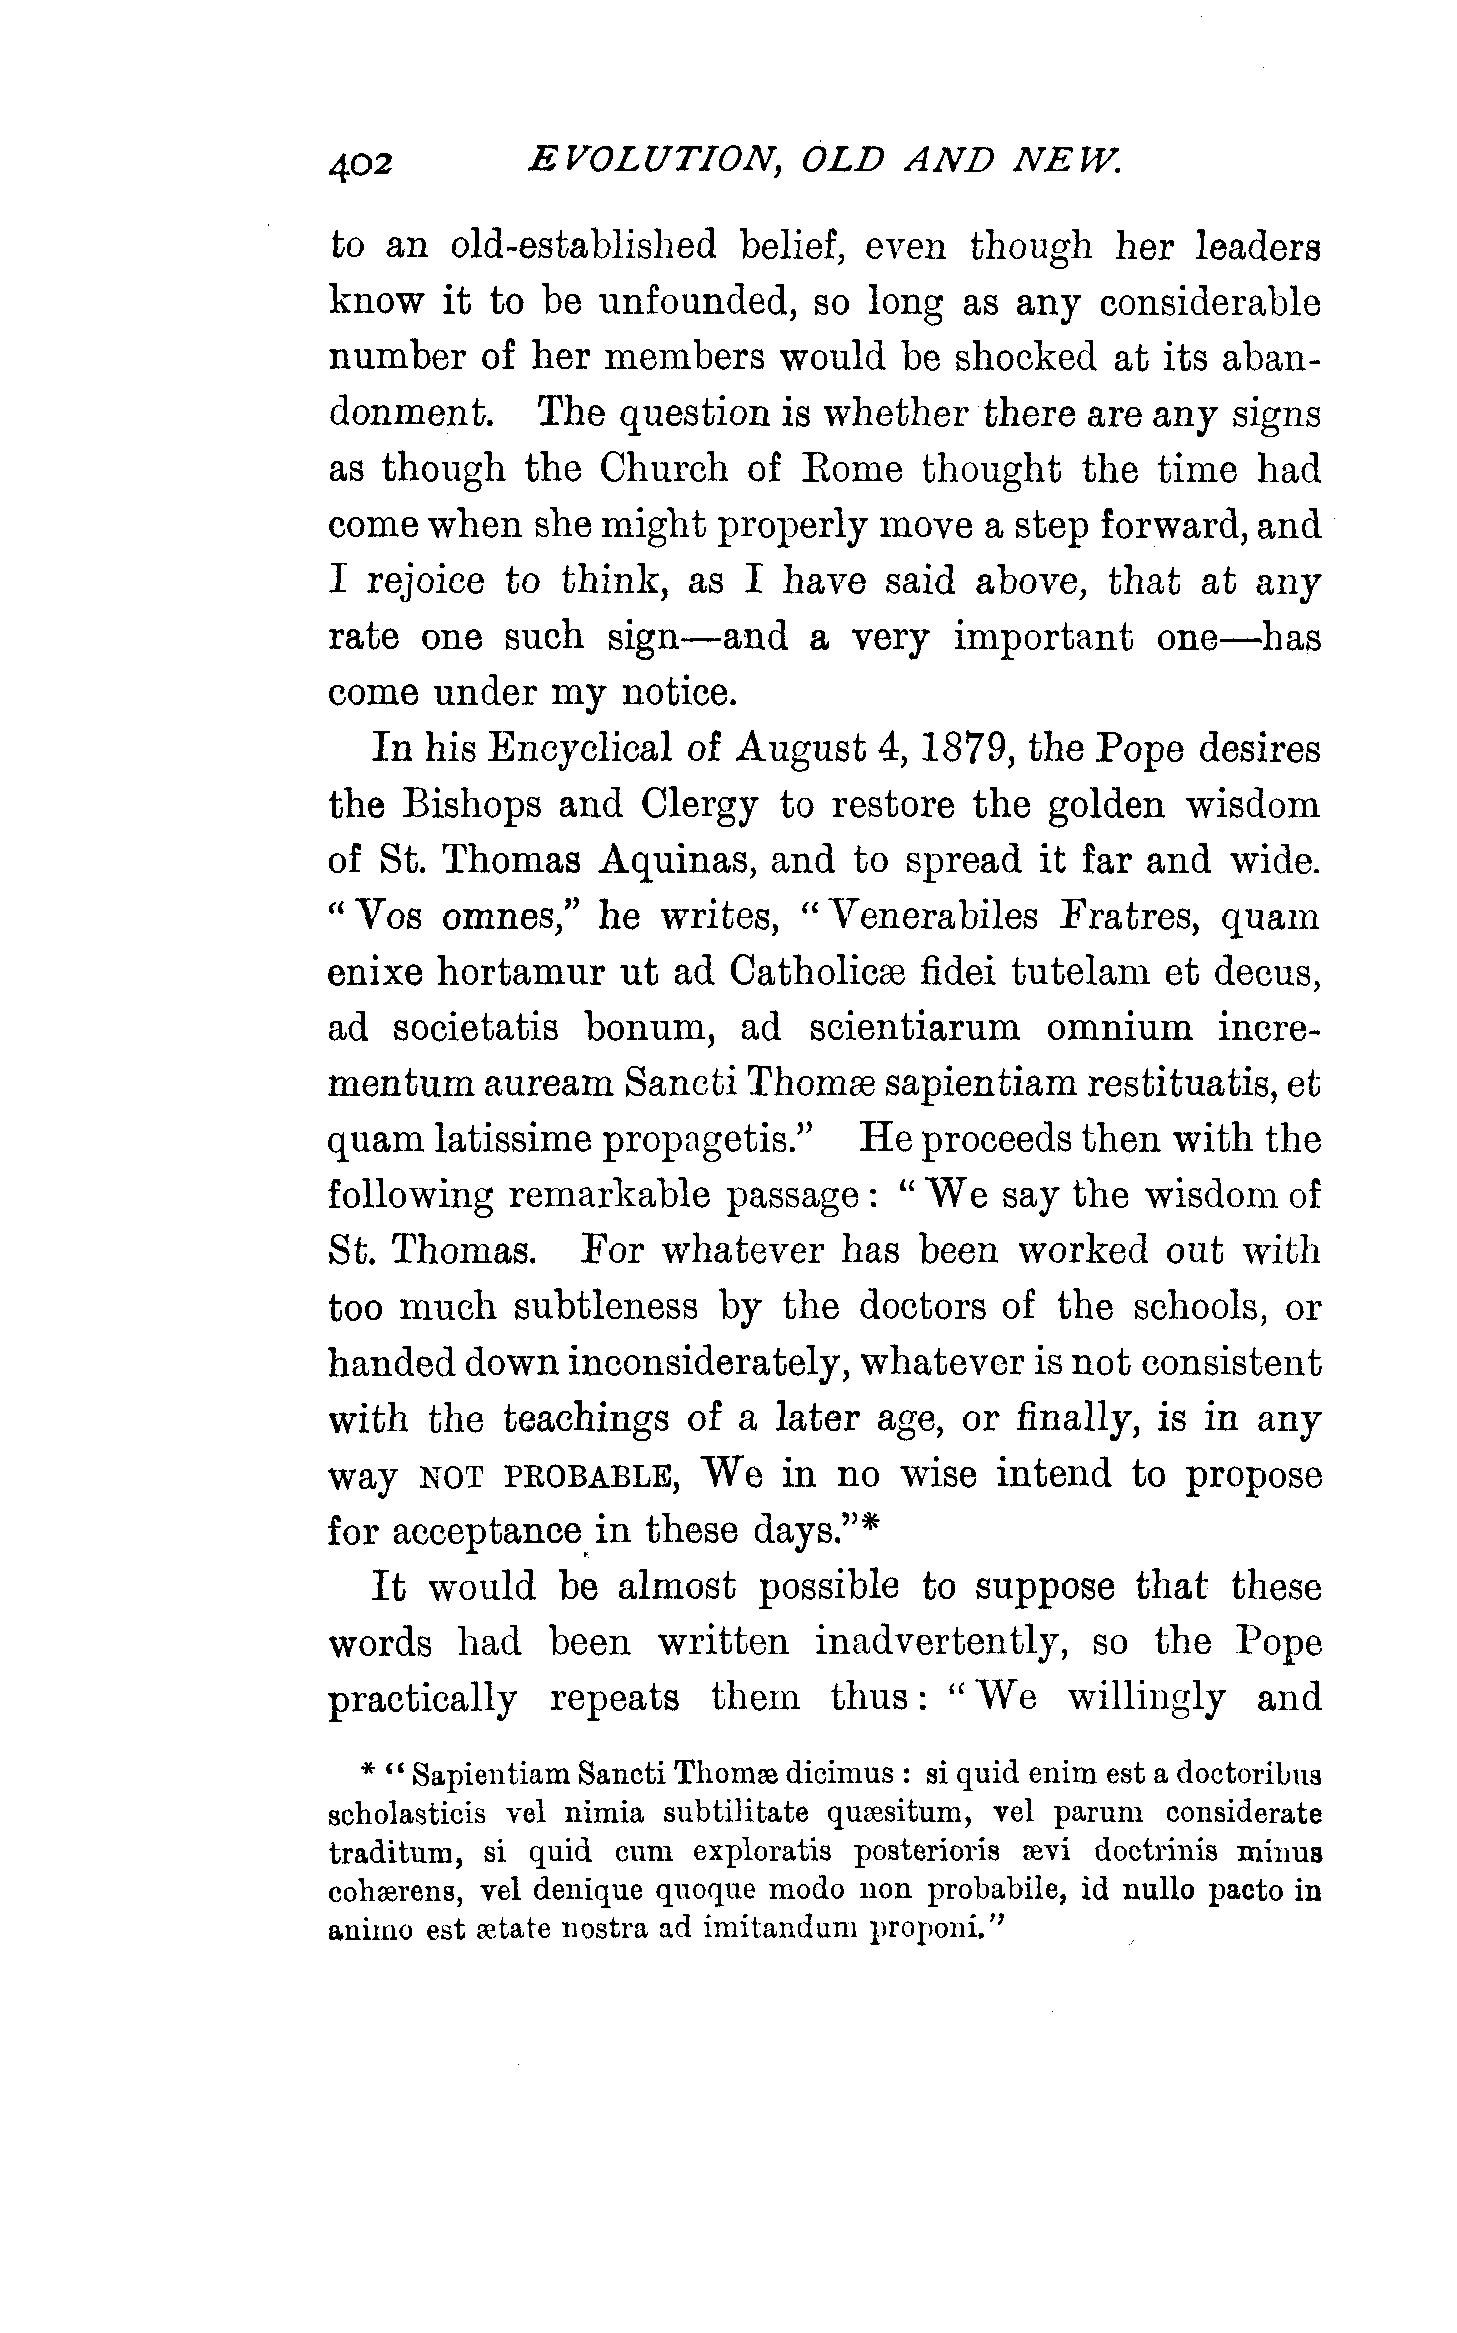 402 EVOLUTION, OLD AND NEW.
to an old-established belief, even though her leaders
know it to be unfounded, so long as any considerable
number of her members would be shocked at its aban-
donment. The question is whether there are any signs
as though the Church of Rome thought the time had
come when she might properly move a step forward, and
I rejoice to think, as I have said above, that at any
rate one such sign—and a very important one—has
come under my notice.
In his Encyclical of August 4, 1879, the Pope desires
the Bishops and Clergy to restore the golden wisdom
of St. Thomas Aquinas, and to spread it far and wide.
“Vos omnes,” he writes, “Venerabiles Fratres, quam
enixe hortamur ut ad Catholicæ fidei tutelam et decus,
ad societatis bonum, ad scientiarum omnium incre-
mentum auream Sancti Thomæ sapientiam restituatis, et
quam latissime propagetis.” He proceeds then with the
following remarkable passage: “We say the wisdom of
St. Thomas. For whatever has been worked out with
too much subtleness by the doctors of the schools, or
handed down inconsiderately, whatever is not consistent
with the teachings of a later age, or finally, is in any
way NOT PROBABLE, We in no wise intend to propose
for acceptance in these days.”*
It would be almost possible to suppose that these
words had been written inadvertently, so the Pope
practically repeats them thus: “We willingly and
* “Sapientiam Sancti Thomæ dicimus: si quid enim est a doctoribus
scholasticis vel nimia subtilitate quæsitum, vel parum considerate
traditum, si quid cum exploratis posterioris ævi doctrinis minus
cohærens, vel denique quoque modo non probabile, id nullo pacto in
animo est ætate nostra ad imitandum proponi.”